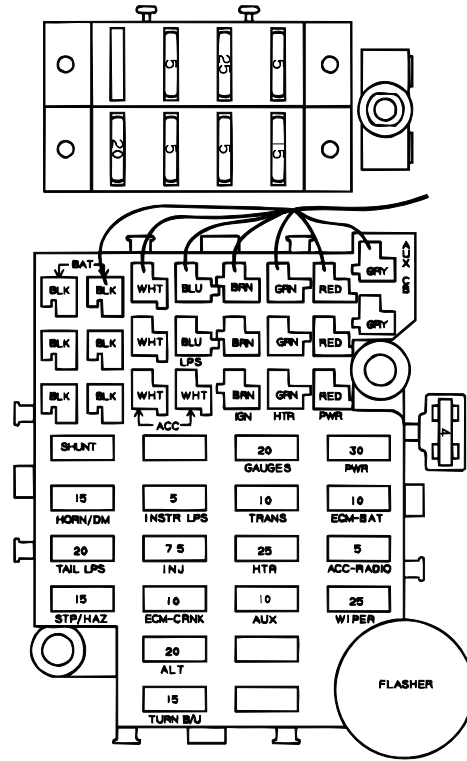 5 25 5
20 5 5 15
AUX CB
BAT
BLK BLK WHT BLU BRN GRN RED GRY
BLK BLK WHT BLU BRN GRN RED GRY
LPS
BLK BLK WHT WHT BRN GRN RED
ACC IGN HTR PWR
4
SHUNT 20 30
GAUGES PWR
15 5 10 10
HORN/DM INSTR LPS TRANS ECM-BAT
20 7 5 25 5
TAIL LPS INJ HTR ACC-RADIO
15 10 10 25
STP/HAZ ECM-CRNK AUX WIPER
20
ALT
15
TURN B/U
FLASHER